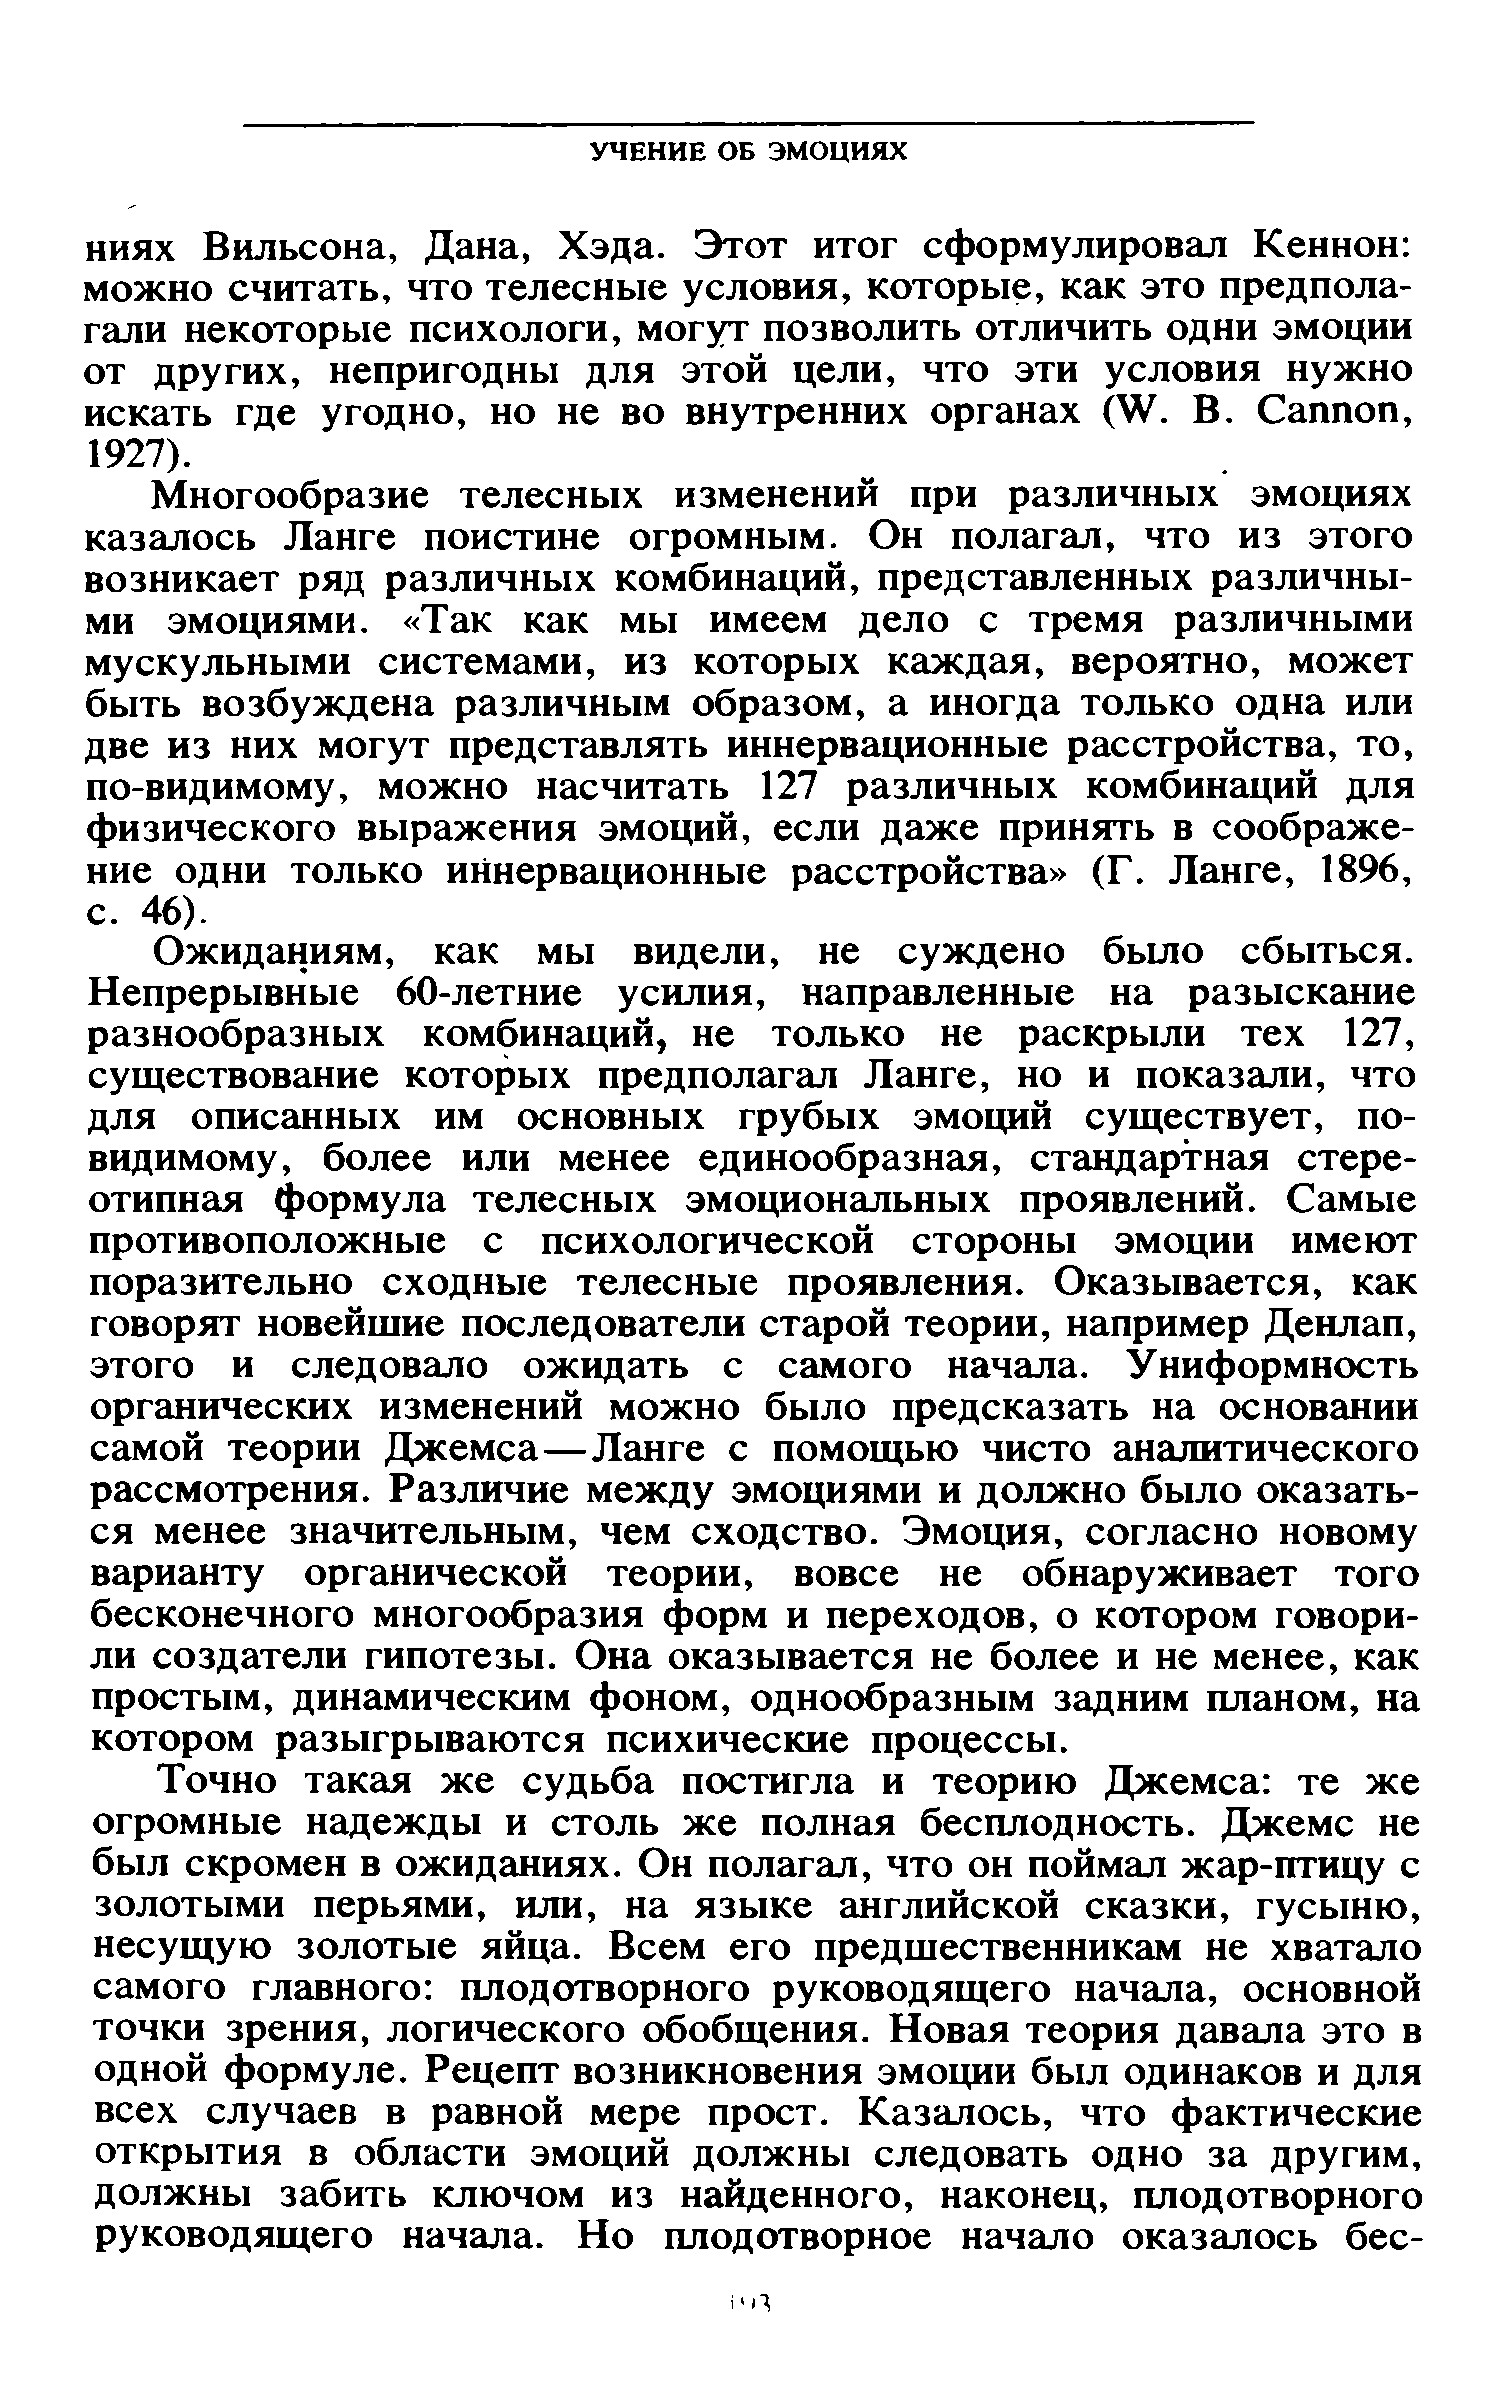 УЧЕНИЕ ОБ ЭМОЦИЯХ
ниях Вильсона, Дана, Хэда. Этот итог сформулировал Кеннон:
можно считать, что телесные условия, которые, как это предпола-
гали некоторые психологи, могут позволить отличить одни эмоции
от других, непригодны для этой цели, что эти условия нужно
искать где угодно, но не во внутренних органах (W. B. Cannon,
1927).
Многообразие телесных изменений при различных эмоциях
казалось Ланге поистине огромным. Он полагал, что из этого
возникает ряд различных комбинаций, представленных различны-
ми эмоциями. «Так как мы имеем дело с тремя различными
мускульными системами, из которых каждая, вероятно, может
быть возбуждена различным образом, а иногда только одна или
две из них могут представлять иннервационные расстройства, то,
по-видимому, можно насчитать 127 различных комбинаций для
физического выражения эмоций, если даже принять в соображе-
ние одни только иннервационные расстройства» (Г. Ланге, 1896,
с. 46).
Ожиданиям, как мы видели, не суждено было сбыться.
Непрерывные 60-летние усилия, направленные на разыскание
разнообразных комбинаций, не только не раскрыли тех 127,
существование которых предполагал Ланге, но и показали, что
для описанных им основных грубых эмоций существует, по-
видимому, более или менее единообразная, стандартная стере-
отипная формула телесных эмоциональных проявлений. Самые
противоположные с психологической стороны эмоции имеют
поразительно сходные телесные проявления. Оказывается, как
говорят новейшие последователи старой теории, например Денлап,
этого и следовало ожидать с самого начала. Униформность
органических изменений можно было предсказать на основании
самой теории Джемса—Ланге с помощью чисто аналитического
рассмотрения. Различие между эмоциями и должно было оказать-
ся менее значительным, чем сходство. Эмоция, согласно новому
варианту органической теории, вовсе не обнаруживает того
бесконечного многообразия форм и переходов, о котором говори-
ли создатели гипотезы. Она оказывается не более и не менее, как
простым, динамическим фоном, однообразным задним планом, на
котором разыгрываются психические процессы.
Точно такая же судьба постигла и теорию Джемса: те же
огромные надежды и столь же полная бесплодность. Джемс не
был скромен в ожиданиях. Он полагал, что он поймал жар-птицу с
золотыми перьями, или, на языке английской сказки, гусыню,
несущую золотые яйца. Всем его предшественникам не хватало
самого главного: плодотворного руководящего начала, основной
точки зрения, логического обобщения. Новая теория давала это в
одной формуле. Рецепт возникновения эмоции был одинаков и для
всех случаев в равной мере прост. Казалось, что фактические
открытия в области эмоций должны следовать одно за другим,
должны забить ключом из найденного, наконец, плодотворного
руководящего начала. Но плодотворное начало оказалось бес-